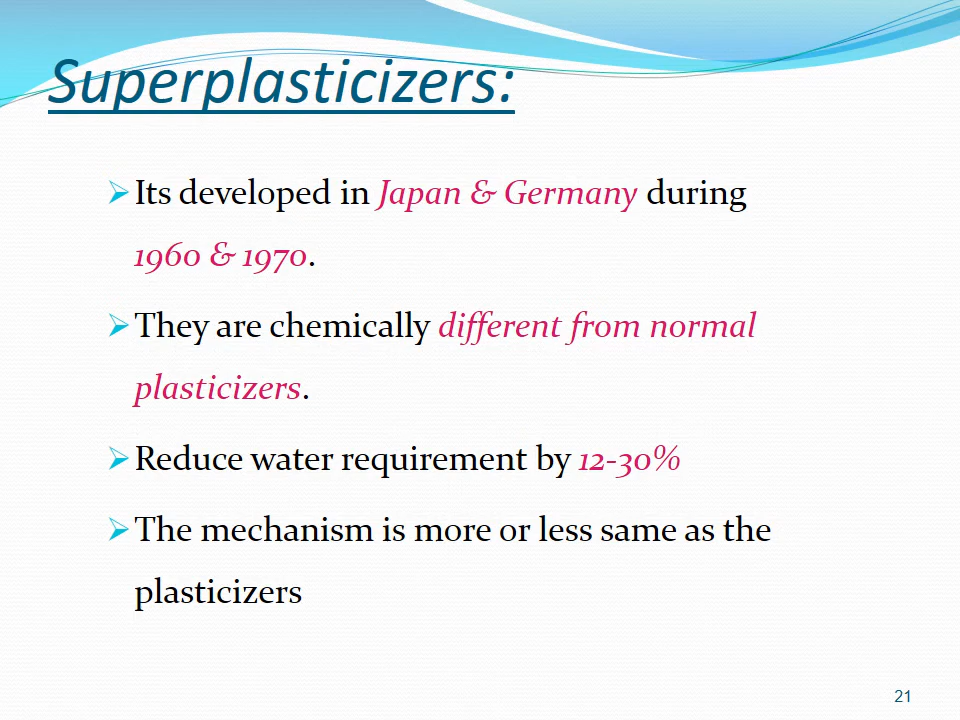 Superplasticizers:
Its developed in Japan & Germany during
1960 & 1970.
They are chemically different from normal
plasticizers.
Reduce water requirement by 12-30%
The mechanism is more or less same as the
plasticizers
21